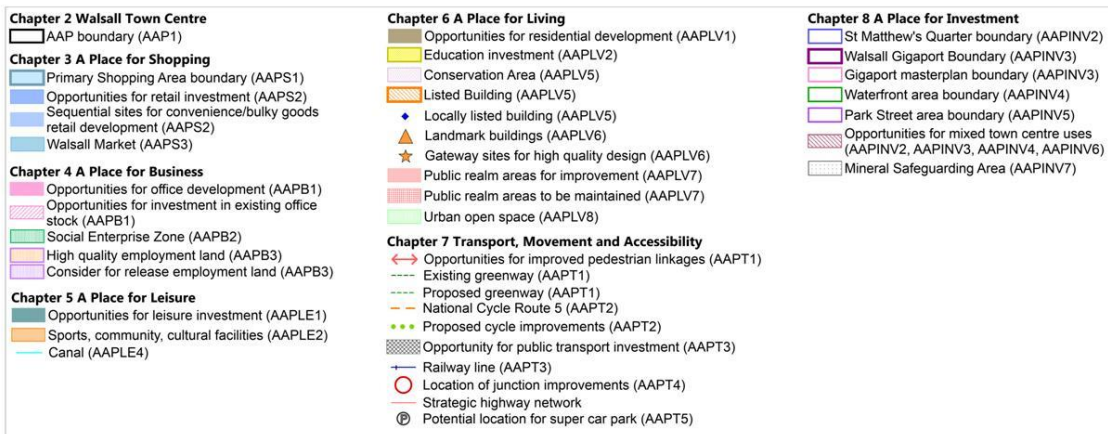 Chapter 2 Walsall Town Centre
AAP boundary (AAP1)
Chapter 3 A Place for Shopping
Primary Shopping Area boundary (AAPS1)
Opportunities for retail investment (AAPS2)
Sequential sites for convenience/bulky goods
retail development (AAPS2)
Walsall Market (AAPS3)
Chapter 4 A Place for Business
Opportunities for office development (AAPB1)
Opportunities for investment in existing office
stock (AAPB1)
Social Enterprise Zone (AAPB2)
High quality employment land (AAPB3)
Consider for release employment land (AAPB3)
Chapter 5 A Place for Leisure
Opportunities for leisure investment (AAPLE1)
Sports, community, cultural facilities (AAPLE2)
Canal (AAPLE4)
Chapter 6 A Place for Living
Opportunities for residential development (AAPLV1)
Education investment (AAPLV2)
Conservation Area (AAPLV5)
Listed Building (AAPLV5)
Locally listed building (AAPLV5)
Landmark buildings (AAPLV6)
Gateway sites for high quality design (AAPLV6)
Public realm areas for improvement (AAPLV7)
Public realm areas to be maintained (AAPLV7)
Urban open space (AAPLV8)
Chapter 7 Transport, Movement and Accessibility
Opportunities for improved pedestrian linkages (AAPT1)
Existing greenway (AAPT1)
Proposed greenway (AAPT1)
National Cycle Route 5 (AAPT2)
Proposed cycle improvements (AAPT2)
Opportunity for public transport investment (AAPT3)
Railway line (AAPT3)
Location of junction improvements (AAPT4)
Strategic highway network
P Potential location for super car park (AAPT5)
Chapter 8 A Place for Investment
St Matthew's Quarter boundary (AAPINV2)
Walsall Gigaport Boundary (AAPINV3)
Gigaport masterplan boundary (AAPINV3)
Waterfront area boundary (AAPINV4)
Park Street area boundary (AAPINV5)
Opportunities for mixed town centre uses
(AAPINV2, AAPINV3, AAPINV4, AAPINV6)
Mineral Safeguarding Area (AAPINV7)